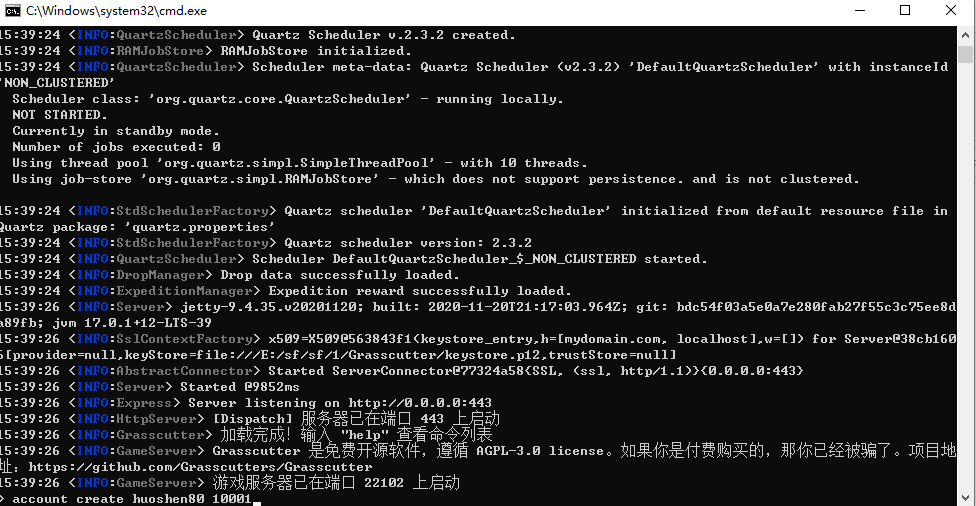 C:\Windows\system32\cmd.exe
15:39:24 <INFO:QuartzScheduler> Quartz Scheduler v.2.3.2 created.
15:39:24 <INFO:RAMJobStore> RAMJobStore initialized.
15:39:24 <INFO:QuartzScheduler> Scheduler meta-data: Quartz Scheduler (v2.3.2) 'DefaultQuartzScheduler' with instanceId
'NON_CLUSTERED'
Scheduler class: 'org.quartz.core.QuartzScheduler' - running locally.
NOT STARTED.
Currently in standby mode.
Number of jobs executed: 0
Using thread pool 'org.quartz.simpl.SimpleThreadPool' - with 10 threads.
Using job-store 'org.quartz.simpl.RAMJobStore' - which does not support persistence. and is not clustered.
15:39:24 <INFO:StdSchedulerFactory> Quartz scheduler 'DefaultQuartzScheduler' initialized from default resource file in
Quartz package: 'quartz.properties'
15:39:24 <INFO:StdSchedulerFactory> Quartz scheduler version: 2.3.2
15:39:24 <INFO:QuartzScheduler> Scheduler DefaultQuartzScheduler_$_NON_CLUSTERED started.
15:39:24 <INFO:DropManager> Drop data successfully loaded.
15:39:24 <INFO:ExpeditionManager> Expedition reward successfully loaded.
15:39:26 <INFO:Server> jetty-9.4.35.v20201120; built: 2020-11-20T21:17:03.964Z; git: bdc54f03a5e0a7e280fab27f55c3c75ee8d
a89fb; jvm 17.0.1+12-LTS-39
15:39:26 <INFO:SslContextFactory> x509=X509@563843f1(keystore_entry,h=[mydomain.com, localhost],w=[]) for Server@38cb160
5[provider=null,keyStore=file:///E:/sf/sf/1/Grasscutter/keystore.p12,trustStore=null]
15:39:26 <INFO:AbstractConnector> Started ServerConnector@77324a58{SSL, (ssl, http/1.1)}{0.0.0.0:443}
15:39:26 <INFO:Server> Started @9852ms
15:39:26 <INFO:Express> Server listening on http://0.0.0.0:443
15:39:26 <INFO:HttpServer> [Dispatch] 服务器已在端口 443 上启动
15:39:26 <INFO:Grasscutter> 加载完成！输入 "help" 查看命令列表
15:39:26 <INFO:GameServer> Grasscutter 是免费开源软件，遵循 AGPL-3.0 license。如果你是付费购买的，那你已经被骗了。项目地
址：https://github.com/Grasscutters/Grasscutter
15:39:26 <INFO:GameServer> 游戏服务器已在端口 22102 上启动
> account create huoshen80 10001